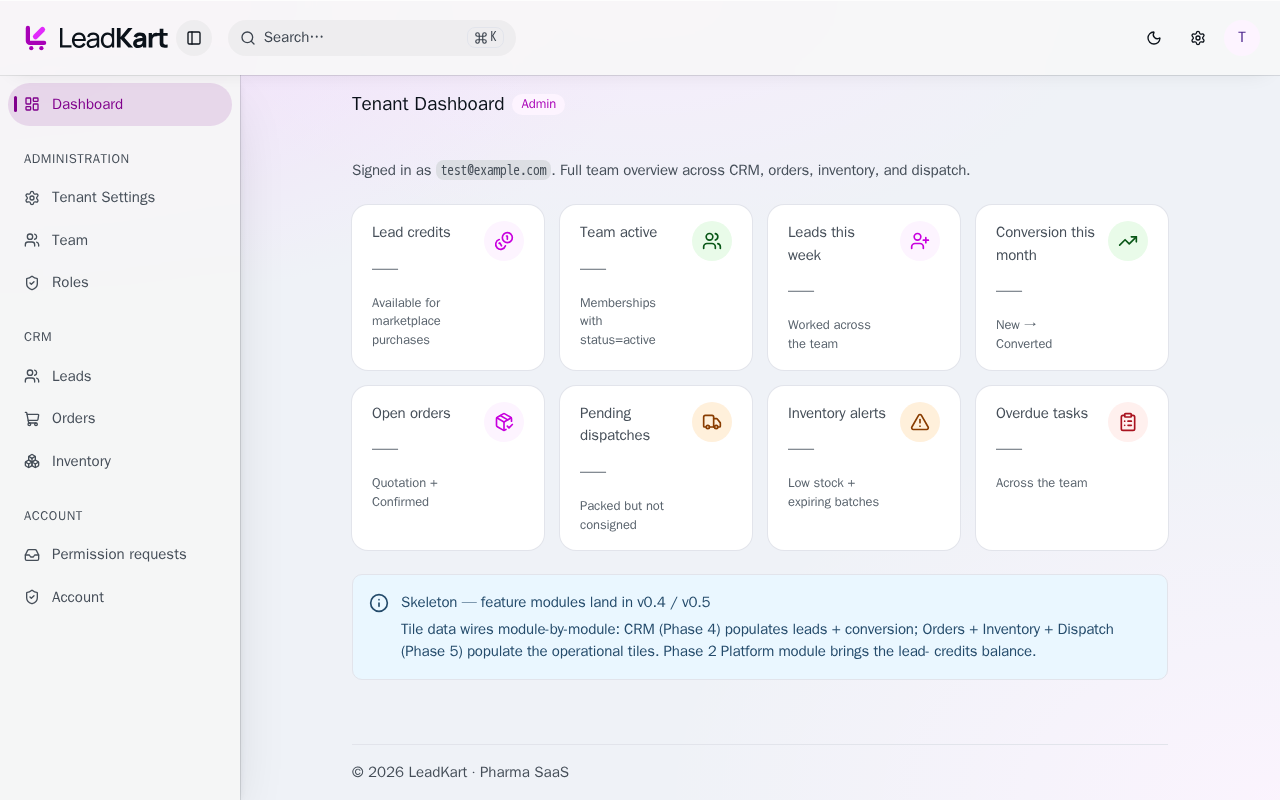 LeadKart
Search⋯
⌘K
T
Dashboard
ADMINISTRATION
Tenant Settings
Team
Roles
CRM
Leads
Orders
Inventory
ACCOUNT
Permission requests
Account
Tenant Dashboard
Admin
Signed in as test@example.com. Full team overview across CRM, orders, inventory, and dispatch.
Lead credits
—
Available for
marketplace
purchases
Team active
—
Memberships
with
status=active
Leads this
week
—
Worked across
the team
Conversion this
month
—
New →
Converted
Open orders
—
Quotation +
Confirmed
Pending
dispatches
—
Packed but not
consigned
Inventory alerts
—
Low stock +
expiring batches
Overdue tasks
—
Across the team
Skeleton — feature modules land in v0.4 / v0.5
Tile data wires module-by-module: CRM (Phase 4) populates leads + conversion; Orders + Inventory + Dispatch
(Phase 5) populate the operational tiles. Phase 2 Platform module brings the lead- credits balance.
© 2026 LeadKart · Pharma SaaS